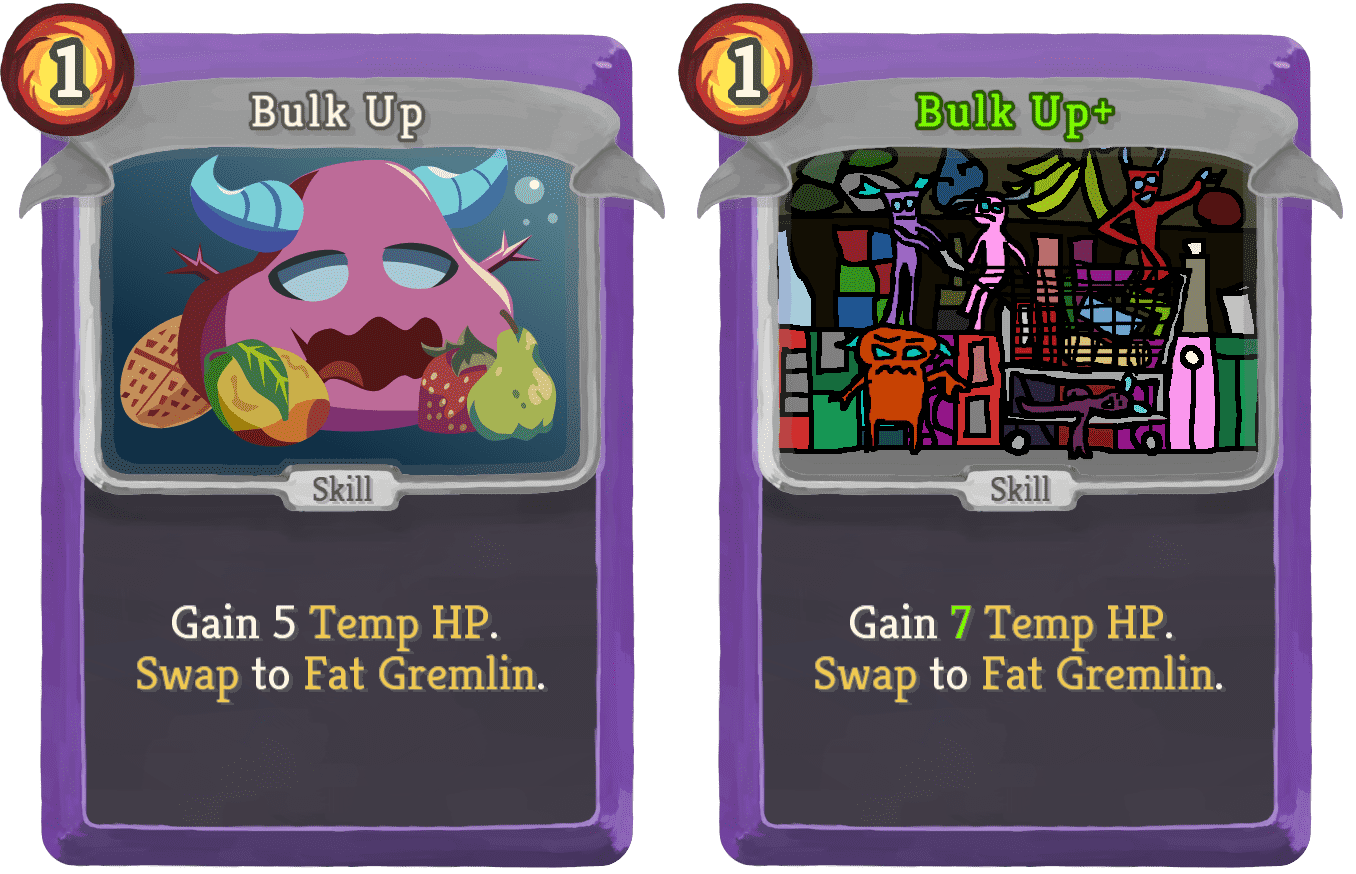 1
Bulk Up
Skill
Gain 5 Temp HP.
Swap to Fat Gremlin.
1
Bulk Up+
Skill
Gain 7 Temp HP.
Swap to Fat Gremlin.